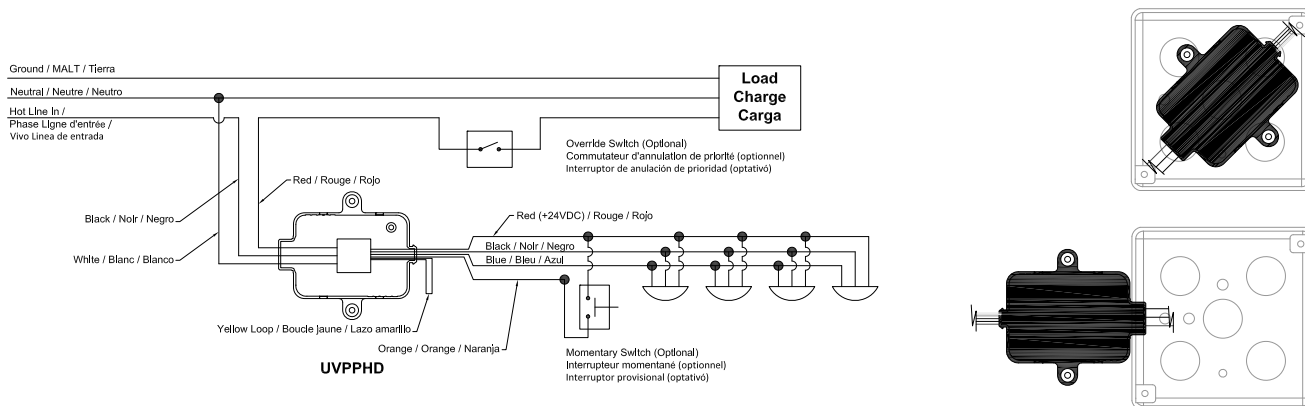 Ground / MALT / Tierra
Neutral / Neutre / Neutro
Hot Line In /
Phase Ligne d'entrée /
Vivo Linea de entrada
Load
Charge
Carga
Override Switch (Optional)
Commutateur d'annulation de priorité (optionnel)
Interruptor de anulación de prioridad (optativó)
Red / Rouge / Rojo
Black / Noir / Negro
White / Blanc / Blanco
Red (+24VDC) / Rouge / Rojo
Black / Noir / Negro
Blue / Bleu / Azul
Yellow Loop / Boucle jaune / Lazo amarillo
Orange / Orange / Naranja
UVPPHD
Momentary Switch (Optional)
Interrupteur momentané (optionnel)
Interruptor provisional (optativó)